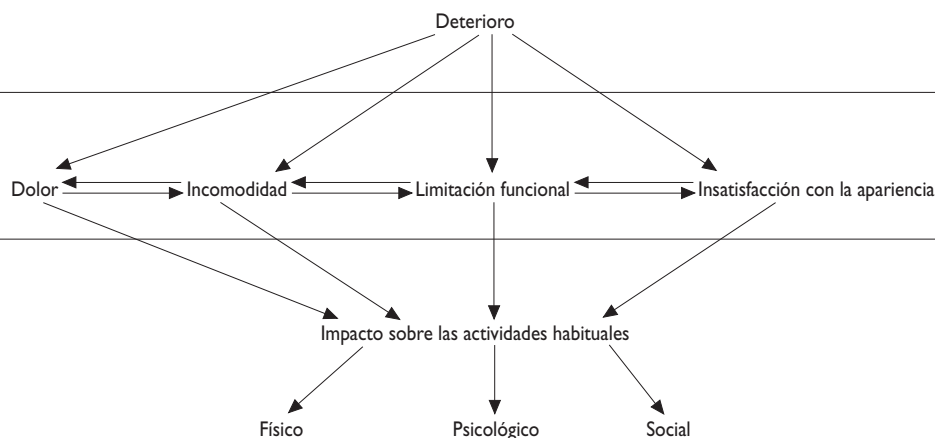 Deterioro
Dolor Incomodidad Limitación funcional Insatisfacción con la apariencia
Impacto sobre las actividades habituales
Físico Psicológico Social